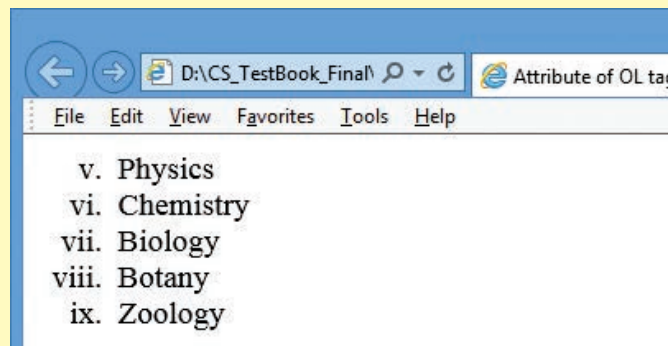 D:\CS_TestBook_Final\
Attribute of OL tag
File Edit View Favorites Tools Help
v. Physics
vi. Chemistry
vii. Biology
viii. Botany
ix. Zoology